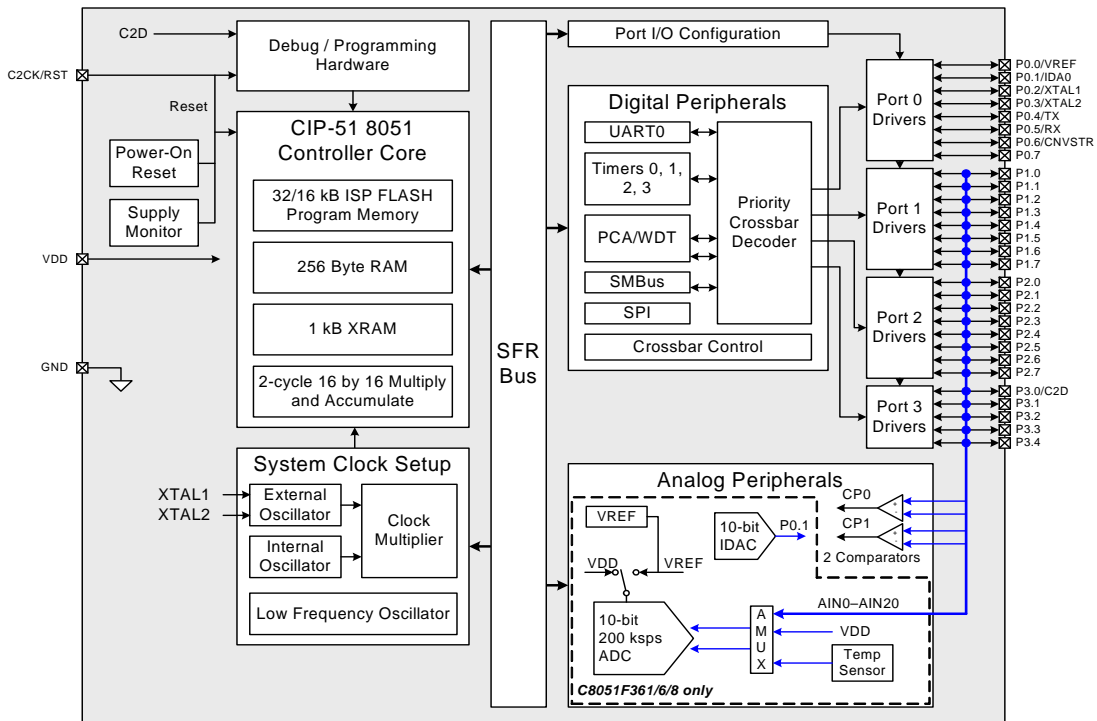 C2D
C2CK/RST
Reset
Debug / Programming
Hardware
Power-On
Reset
Supply
Monitor
VDD
GND
CIP-51 8051
Controller Core
32/16 kB ISP FLASH
Program Memory
256 Byte RAM
1 kB XRAM
2-cycle 16 by 16 Multiply
and Accumulate
System Clock Setup
XTAL1
XTAL2
External
Oscillator
Internal
Oscillator
Clock
Multiplier
Low Frequency Oscillator
SFR
Bus
Port I/O Configuration
Digital Peripherals
UART0
Timers 0, 1,
2, 3
PCA/WDT
SMBus
SPI
Priority
Crossbar
Decoder
Crossbar Control
Port 0
Drivers
Port 1
Drivers
Port 2
Drivers
Port 3
Drivers
P0.0/VREF
P0.1/IDA0
P0.2/XTAL1
P0.3/XTAL2
P0.4/TX
P0.5/RX
P0.6/CNVSTR
P0.7
P1.0
P1.1
P1.2
P1.3
P1.4
P1.5
P1.6
P1.7
P2.0
P2.1
P2.2
P2.3
P2.4
P2.5
P2.6
P2.7
P3.0/C2D
P3.1
P3.2
P3.3
P3.4
Analog Peripherals
VREF
VDD
VREF
10-bit
IDAC
P0.1
CP0
+
-
CP1
+
-
2 Comparators
10-bit
200 ksps
ADC
A
M
U
X
AIN0–AIN20
VDD
Temp
Sensor
C8051F361/6/8 only